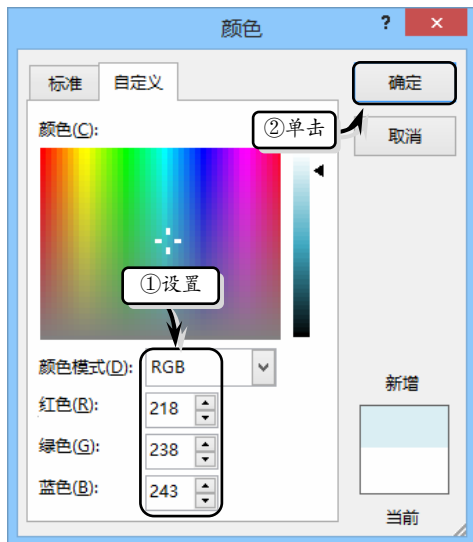 颜色
?
×
标准
自定义
确定
颜色(C):
②单击
取消
①设置
颜色模式(D):
RGB
红色(R):
218
绿色(G):
238
蓝色(B):
243
新增
当前